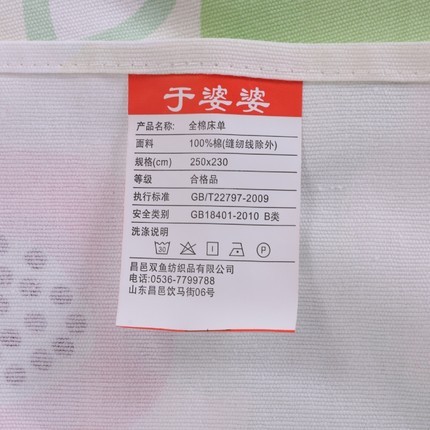 于婆婆
产品名称: 全棉床单
面料 100%棉(缝纫线除外)
规格(cm) 250x230
等级 合格品
执行标准 GB/T22797-2009
安全类别 GB18401-2010 B类
洗涤说明
昌邑双鱼纺织品有限公司
电话:0536-7799788
山东昌邑饮马街06号